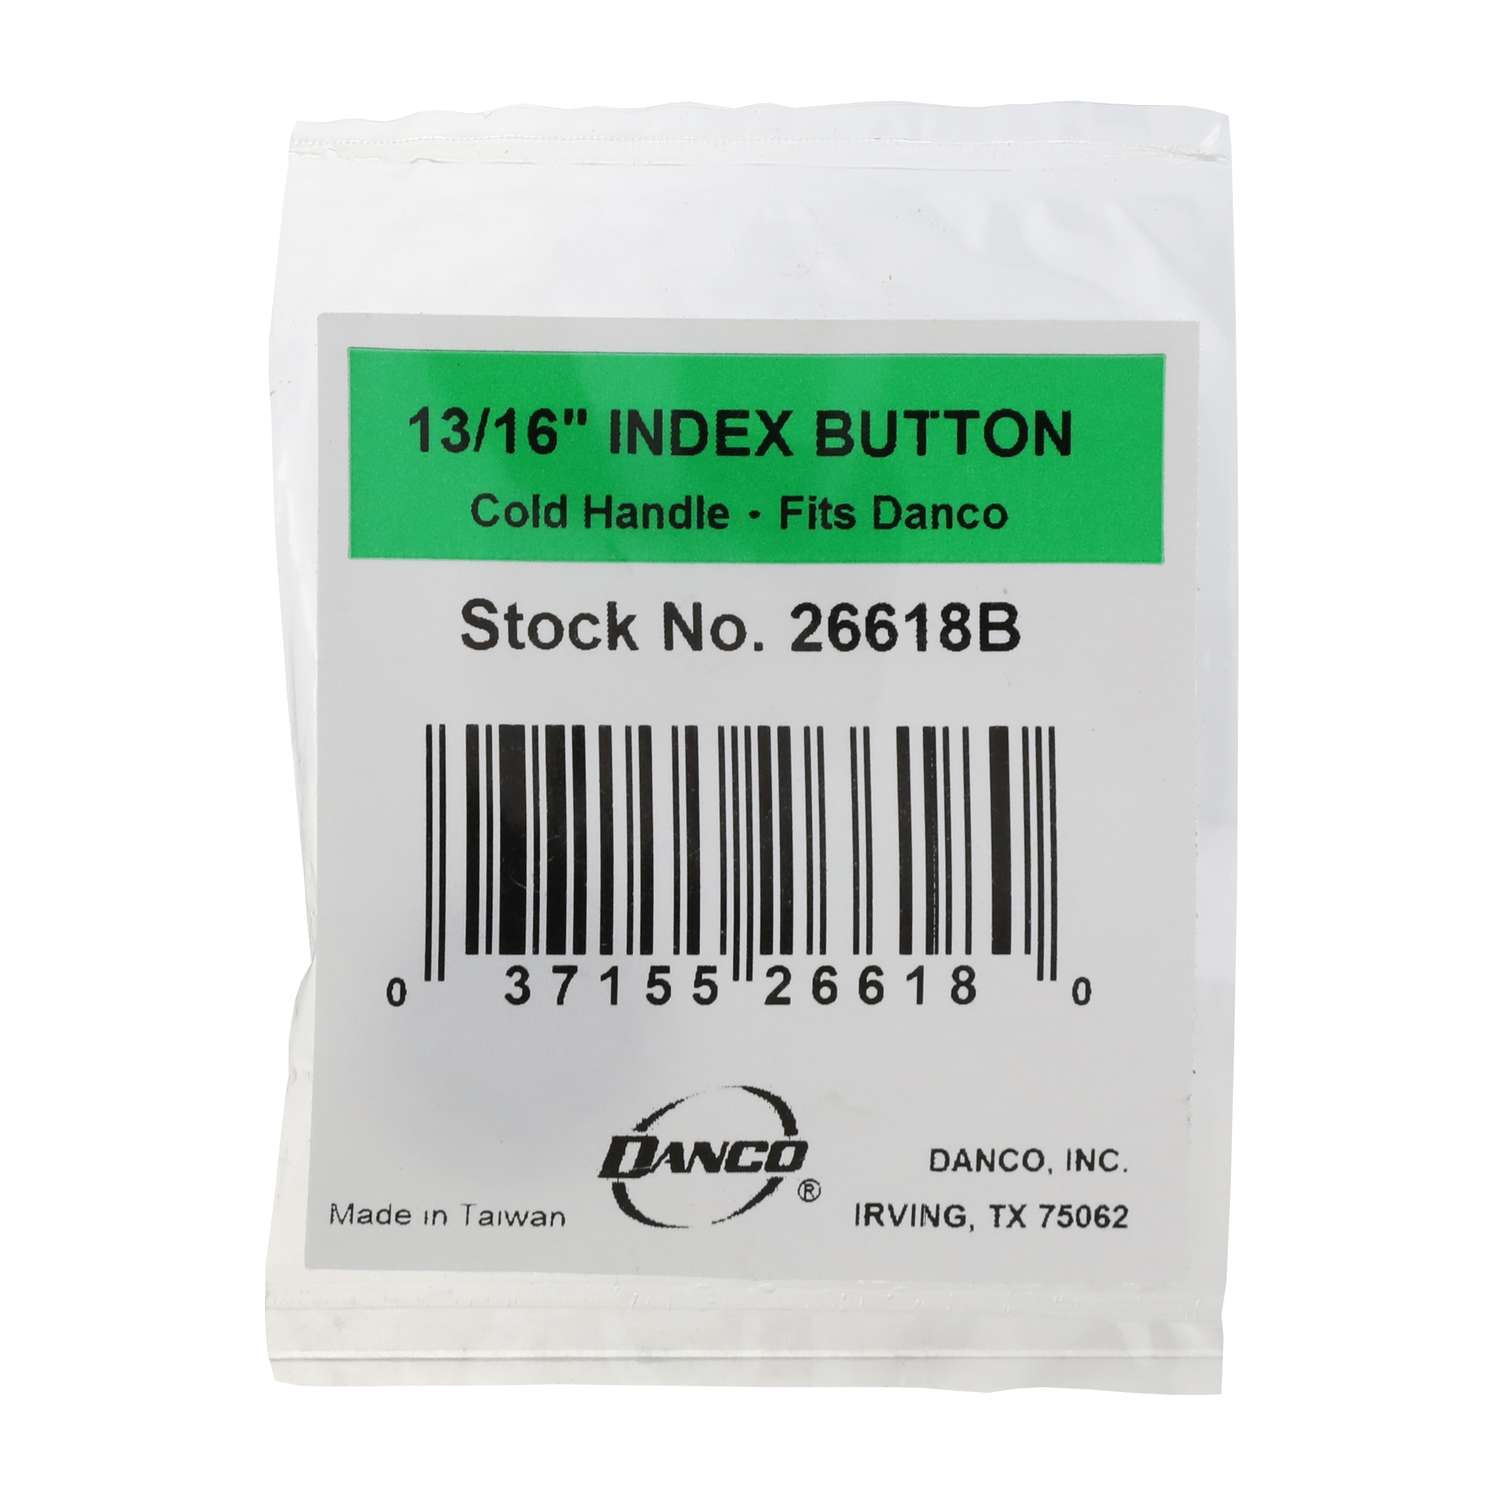 13/16" INDEX BUTTON
Cold Handle · Fits Danco
Stock No. 26618B
0 37155 26618 0
DANCO ®
DANCO, INC.
Made in Taiwan
IRVING, TX 75062